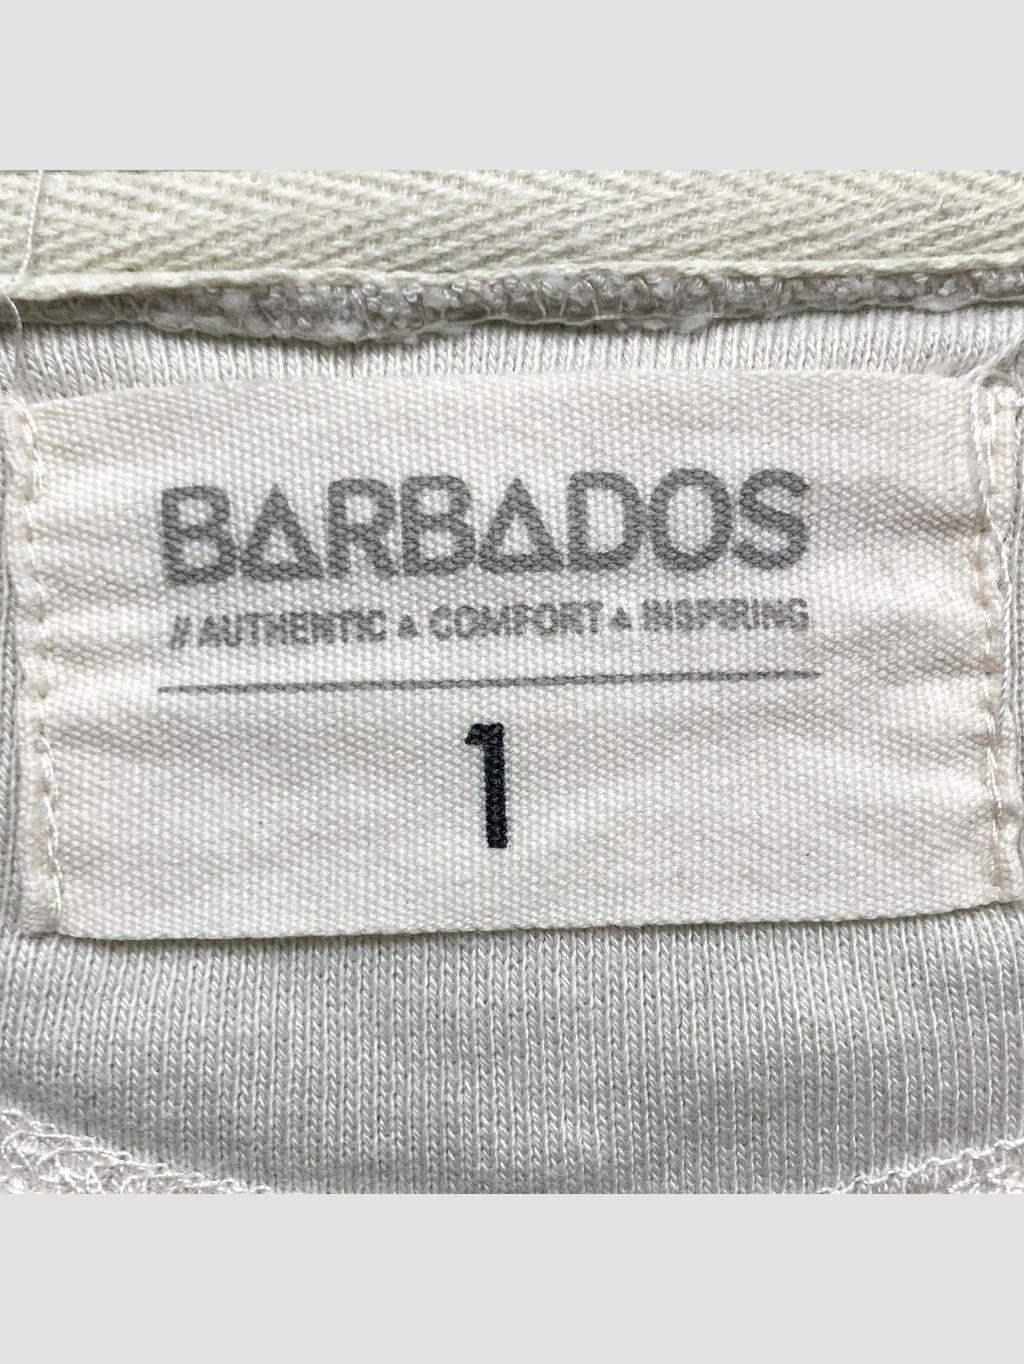 BARBADOS
// AUTHENTIC ▲ COMFORT ▲ INSPIRING
1